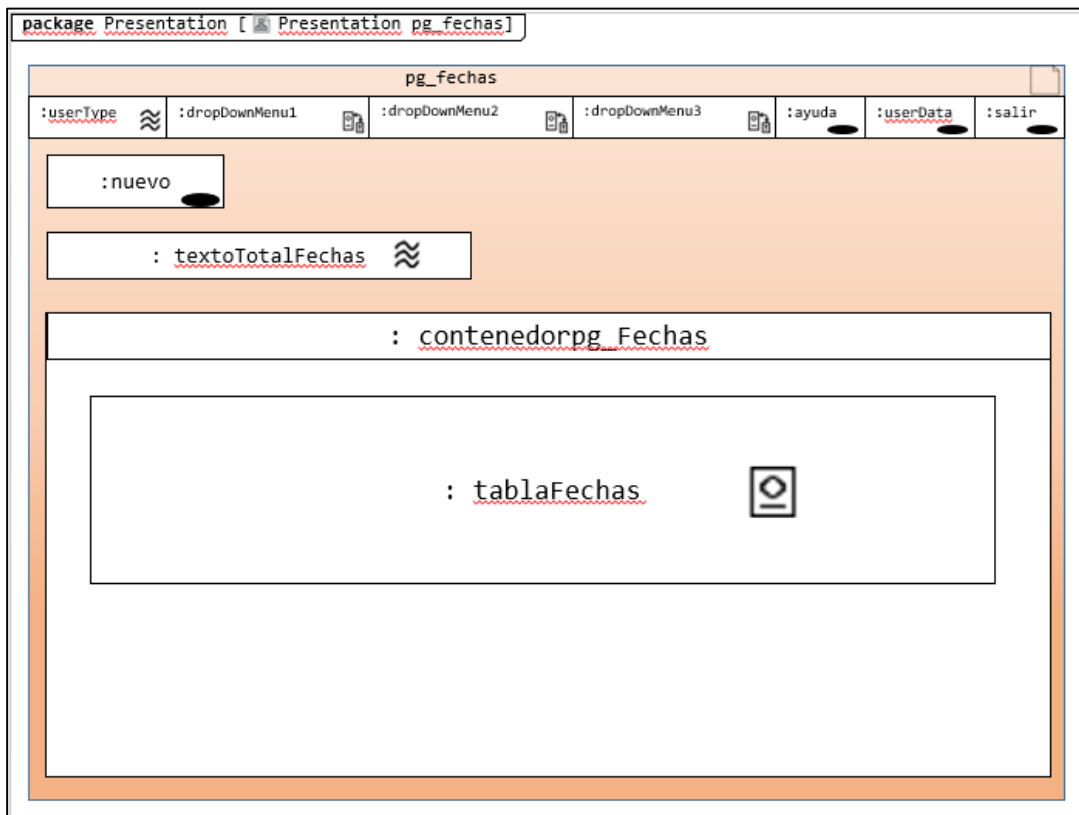 package Presentation [ Presentation pg_fechas]
pg_fechas
:userType :dropDownMenu1 :dropDownMenu2 :dropDownMenu3 :ayuda :userData :salir
:nuevo
: textoTotalFechas
: contenedorpg_Fechas
: tablaFechas